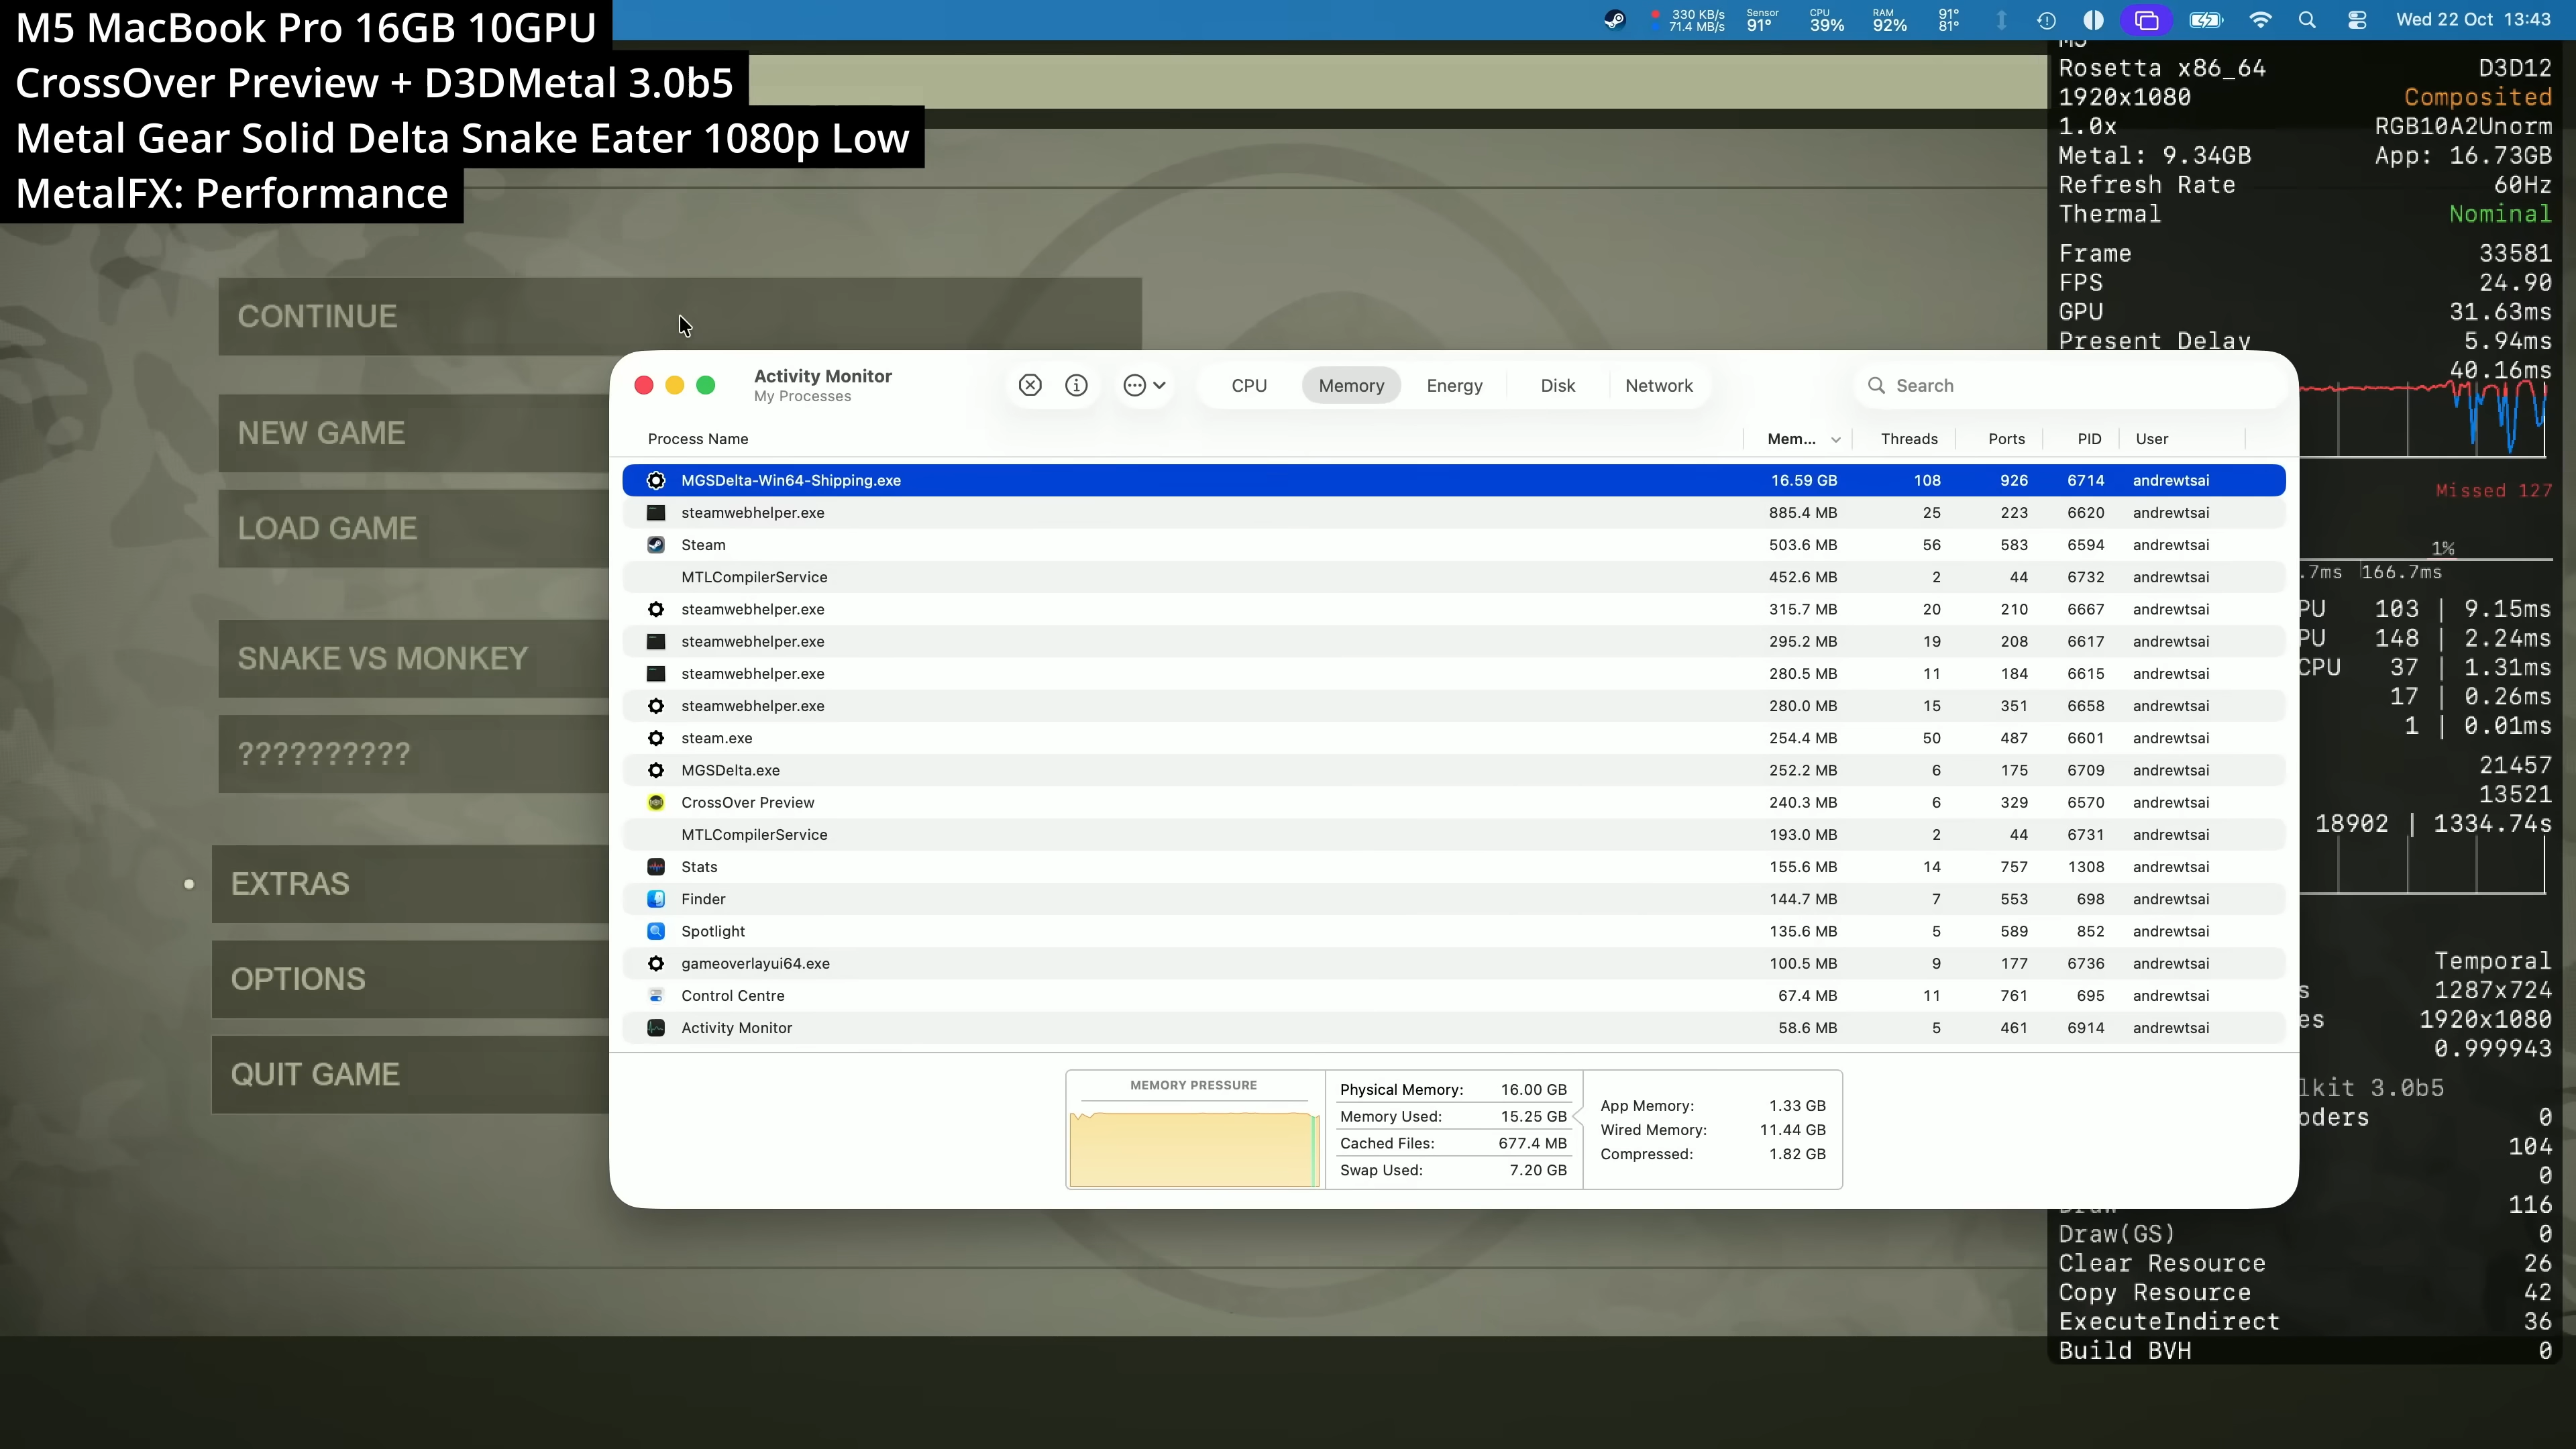 M5 MacBook Pro 16GB 10GPU
CrossOver Preview + D3DMetal 3.0b5
Metal Gear Solid Delta Snake Eater 1080p Low
MetalFX: Performance
330 KB/s
71.4 MB/s
Sensor
91°
CPU
39%
RAM
92%
91°
81°
Wed 22 Oct 13:43
M5
Rosetta x86_64 D3D12
1920x1080 Composited
1.0x RGB10A2Unorm
Metal: 9.34GB App: 16.73GB
Refresh Rate 60Hz
Thermal Nominal
Frame 33581
FPS 24.90
GPU 31.63ms
Present Delay 5.94ms
40.16ms
Missed 127
1%
.7ms 166.7ms
PU 103 | 9.15ms
PU 148 | 2.24ms
CPU 37 | 1.31ms
17 | 0.26ms
1 | 0.01ms
21457
13521
18902 | 1334.74s
Temporal
s 1287x724
es 1920x1080
0.999943
lkit 3.0b5
oders 0
104
0
Draw 116
Draw(GS) 0
Clear Resource 26
Copy Resource 42
ExecuteIndirect 36
Build BVH 0
CONTINUE
NEW GAME
LOAD GAME
SNAKE VS MONKEY
??????????
EXTRAS
OPTIONS
QUIT GAME
Activity Monitor
My Processes
CPU Memory Energy Disk Network
Search
Process Name Mem... Threads Ports PID User
MGSDelta-Win64-Shipping.exe 16.59 GB 108 926 6714 andrewtsai
steamwebhelper.exe 885.4 MB 25 223 6620 andrewtsai
Steam 503.6 MB 56 583 6594 andrewtsai
MTLCompilerService 452.6 MB 2 44 6732 andrewtsai
steamwebhelper.exe 315.7 MB 20 210 6667 andrewtsai
steamwebhelper.exe 295.2 MB 19 208 6617 andrewtsai
steamwebhelper.exe 280.5 MB 11 184 6615 andrewtsai
steamwebhelper.exe 280.0 MB 15 351 6658 andrewtsai
steam.exe 254.4 MB 50 487 6601 andrewtsai
MGSDelta.exe 252.2 MB 6 175 6709 andrewtsai
CrossOver Preview 240.3 MB 6 329 6570 andrewtsai
MTLCompilerService 193.0 MB 2 44 6731 andrewtsai
Stats 155.6 MB 14 757 1308 andrewtsai
Finder 144.7 MB 7 553 698 andrewtsai
Spotlight 135.6 MB 5 589 852 andrewtsai
gameoverlayui64.exe 100.5 MB 9 177 6736 andrewtsai
Control Centre 67.4 MB 11 761 695 andrewtsai
Activity Monitor 58.6 MB 5 461 6914 andrewtsai
MEMORY PRESSURE
Physical Memory: 16.00 GB
Memory Used: 15.25 GB
Cached Files: 677.4 MB
Swap Used: 7.20 GB
App Memory: 1.33 GB
Wired Memory: 11.44 GB
Compressed: 1.82 GB